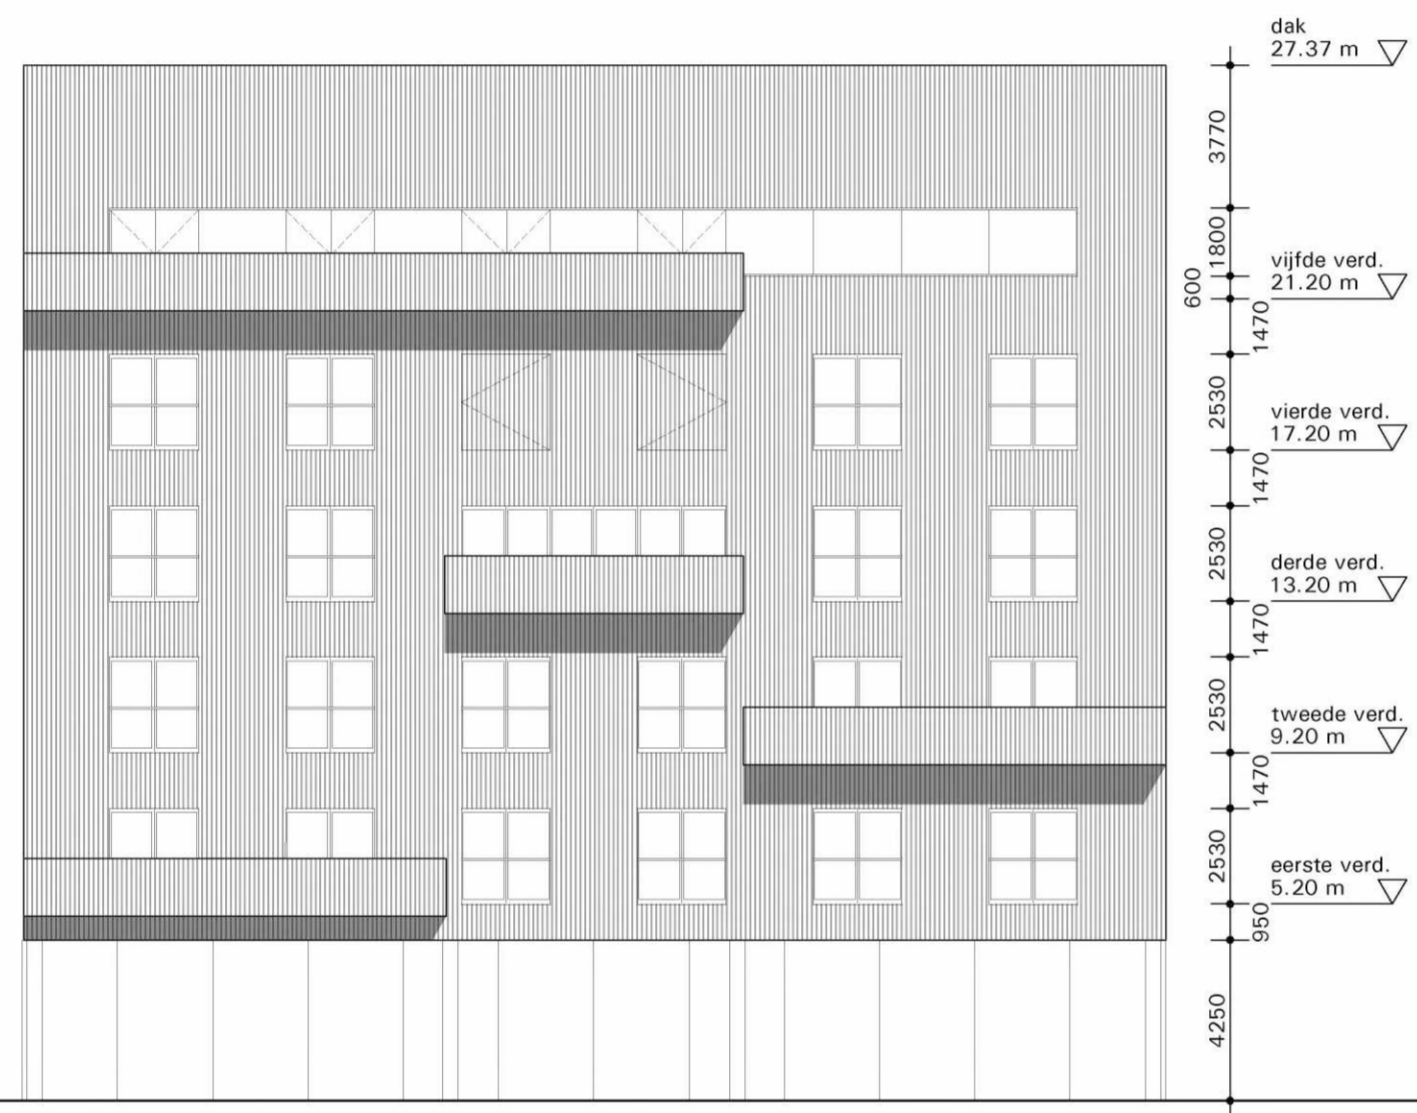 dak
27.37 m
3770
1800
vijfde verd.
21.20 m
600
1470
2530
vierde verd.
17.20 m
1470
2530
derde verd.
13.20 m
1470
2530
tweede verd.
9.20 m
1470
2530
eerste verd.
5.20 m
950
4250